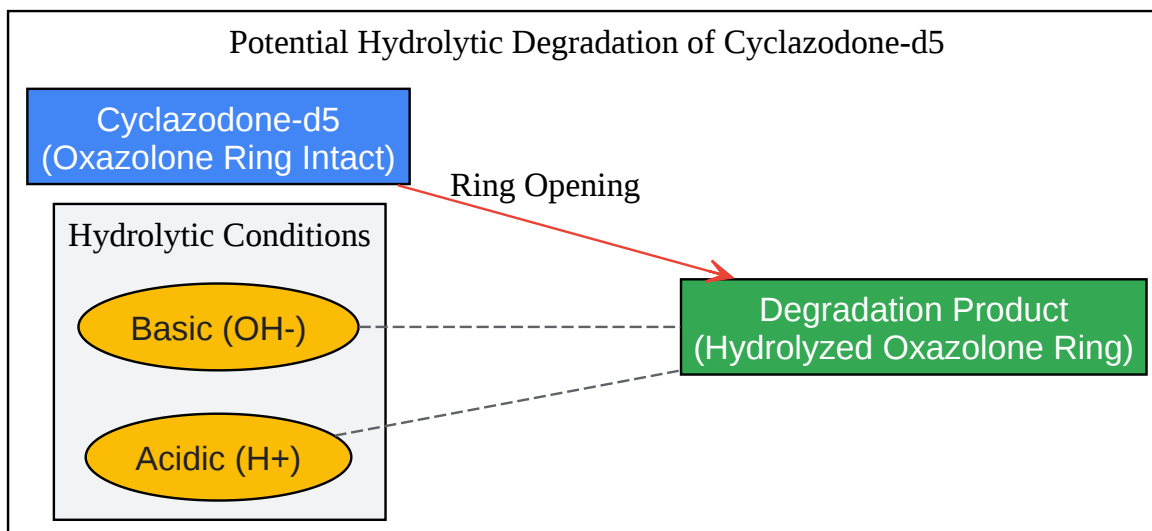 Potential Hydrolytic Degradation of Cyclazodone-d5
Cyclazodone-d5
(Oxazolone Ring Intact)
Ring Opening
Hydrolytic Conditions
Basic (OH-)
Degradation Product
(Hydrolyzed Oxazolone Ring)
Acidic (H+)